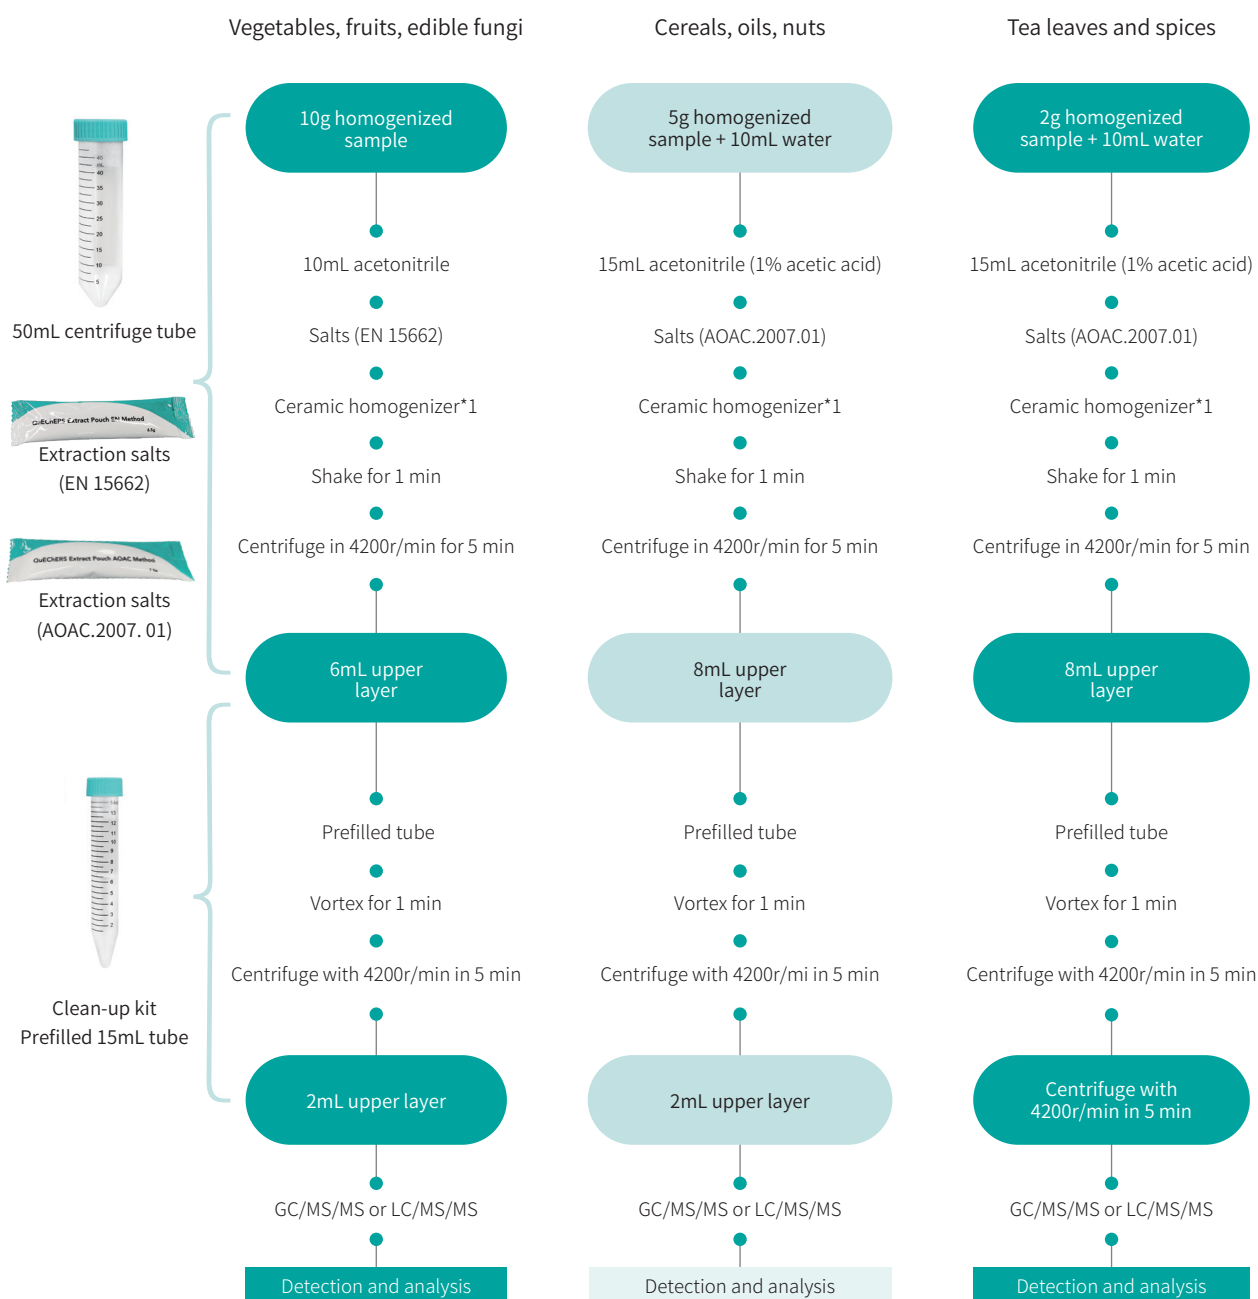 Vegetables, fruits, edible fungi
Cereals, oils, nuts
Tea leaves and spices
10g homogenized
sample
5g homogenized
sample + 10mL water
2g homogenized
sample + 10mL water
10mL acetonitrile
15mL acetonitrile (1% acetic acid)
15mL acetonitrile (1% acetic acid)
50mL centrifuge tube
Salts (EN 15662)
Salts (AOAC.2007.01)
Salts (AOAC.2007.01)
Ceramic homogenizer*1
Ceramic homogenizer*1
Ceramic homogenizer*1
QuEChERS Extract Pouch EN Method
Extraction salts
(EN 15662)
Shake for 1 min
Shake for 1 min
Shake for 1 min
Centrifuge in 4200r/min for 5 min
Centrifuge in 4200r/min for 5 min
Centrifuge in 4200r/min for 5 min
QuEChERS Extract Pouch AOAC Method
Extraction salts
(AOAC.2007. 01)
6mL upper
layer
8mL upper
layer
8mL upper
layer
Prefilled tube
Prefilled tube
Prefilled tube
Vortex for 1 min
Vortex for 1 min
Vortex for 1 min
Centrifuge with 4200r/min in 5 min
Centrifuge with 4200r/mi in 5 min
Centrifuge with 4200r/min in 5 min
Clean-up kit
Prefilled 15mL tube
2mL upper layer
2mL upper layer
Centrifuge with
4200r/min in 5 min
GC/MS/MS or LC/MS/MS
GC/MS/MS or LC/MS/MS
GC/MS/MS or LC/MS/MS
Detection and analysis
Detection and analysis
Detection and analysis